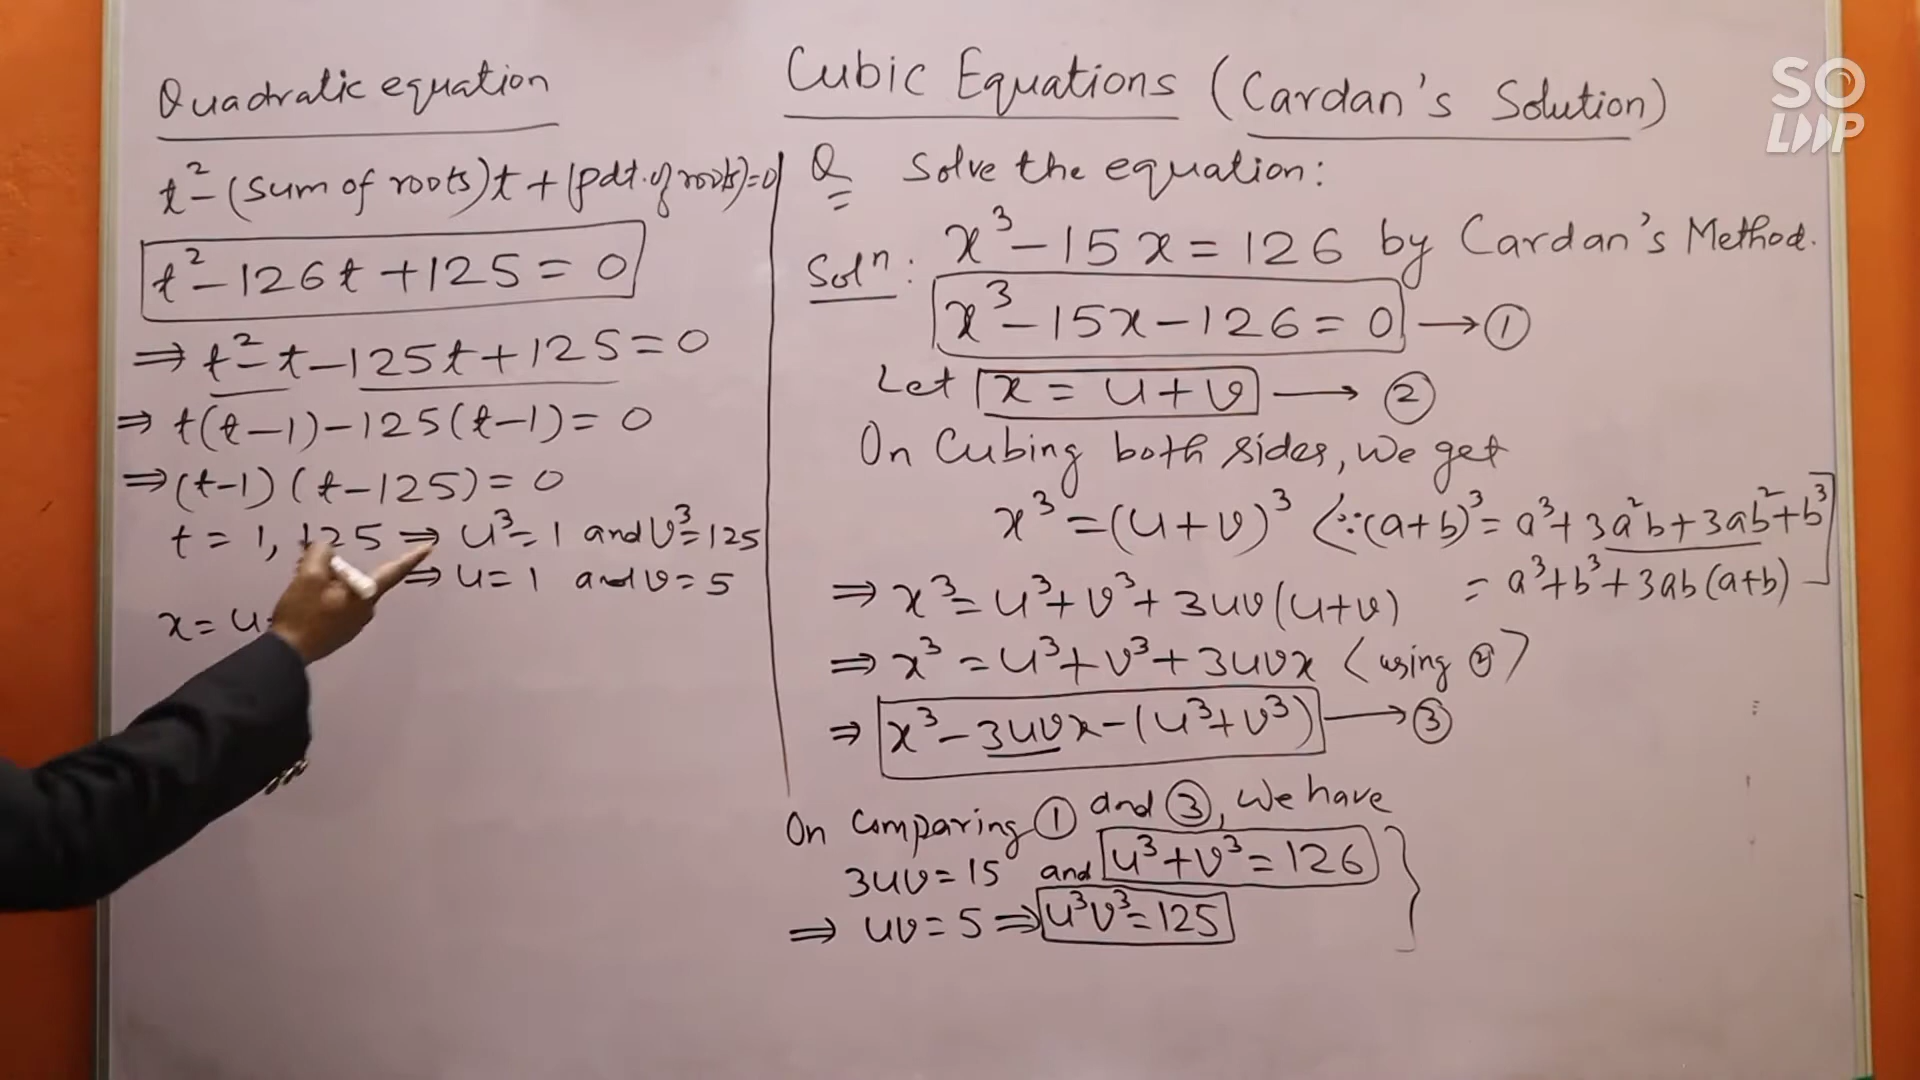 Quadratic equation
t² - (sum of roots)t + (pdt. of roots) = 0
t² - 126t + 125 = 0
⇒ t² - t - 125t + 125 = 0
⇒ t(t-1) - 125(t-1) = 0
⇒ (t-1)(t-125) = 0
t = 1, 125 ⇒ u³ = 1 and v³ = 125
⇒ u = 1 and v = 5
x = u
Cubic Equations (Cardan's Solution)
Q Solve the equation:
x³ - 15x = 126 by Cardan's Method.
Solⁿ:
x³ - 15x - 126 = 0 → ①
Let x = u + v → ②
On Cubing both sides, we get
x³ = (u+v)³ ⟨∵ (a+b)³ = a³ + 3a²b + 3ab² + b³
= a³ + b³ + 3ab(a+b)
⇒ x³ = u³ + v³ + 3uv(u+v)
⇒ x³ = u³ + v³ + 3uvx ⟨using ②⟩
⇒ x³ - 3uvx - (u³ + v³) → ③
On Comparing ① and ③, we have
3uv = 15 and u³ + v³ = 126
⇒ uv = 5 ⇒ u³v³ = 125
SO
LOOP